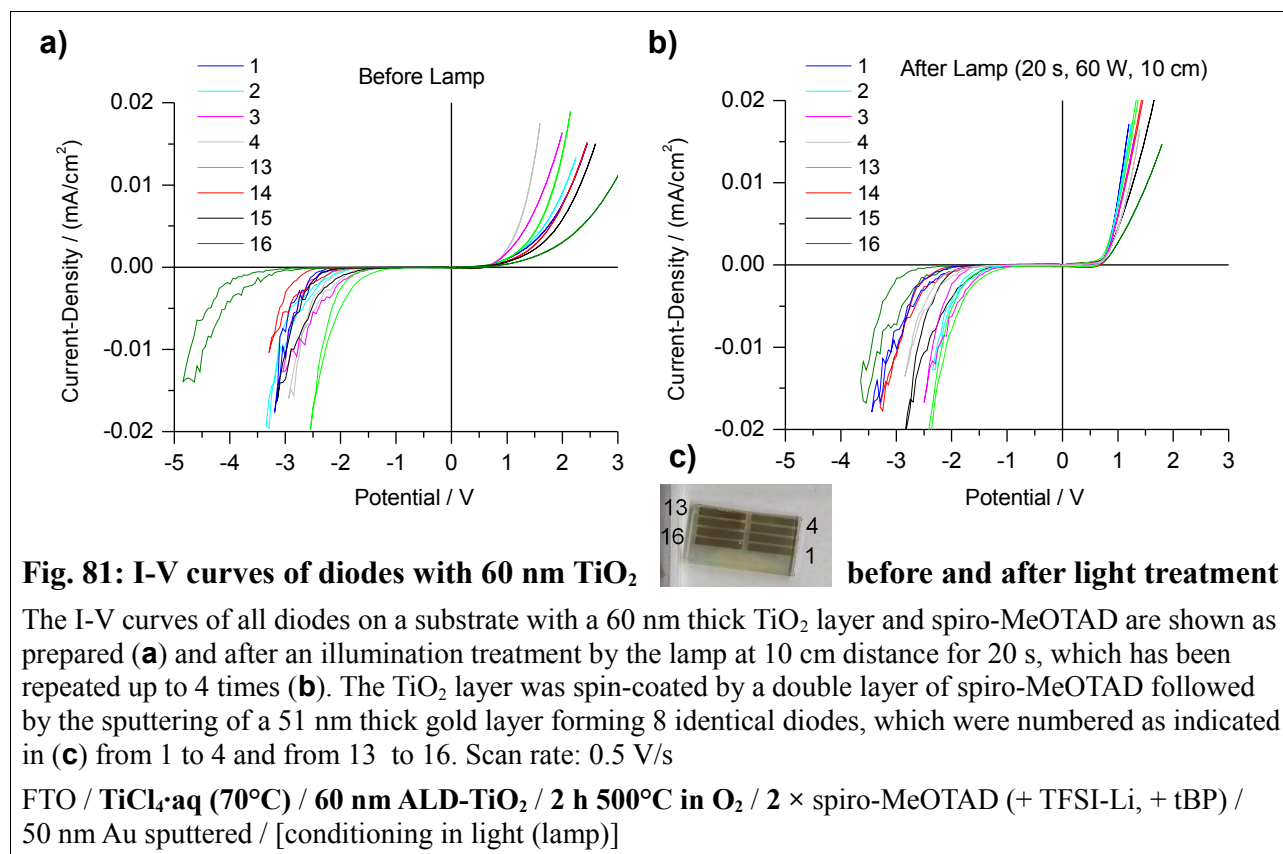 a)
Before Lamp
1
2
3
4
13
14
15
16
0.02
0.01
0.00
-0.01
-0.02
Current-Density / (mA/cm²)
-5 -4 -3 -2 -1 0 1 2 3
Potential / V
b)
After Lamp (20 s, 60 W, 10 cm)
1
2
3
4
13
14
15
16
0.02
0.01
0.00
-0.01
-0.02
Current-Density / (mA/cm²)
-5 -4 -3 -2 -1 0 1 2 3
Potential / V
c)
13
16
4
1
Fig. 81: I-V curves of diodes with 60 nm TiO₂ before and after light treatment
The I-V curves of all diodes on a substrate with a 60 nm thick TiO₂ layer and spiro-MeOTAD are shown as
prepared (a) and after an illumination treatment by the lamp at 10 cm distance for 20 s, which has been
repeated up to 4 times (b). The TiO₂ layer was spin-coated by a double layer of spiro-MeOTAD followed
by the sputtering of a 51 nm thick gold layer forming 8 identical diodes, which were numbered as indicated
in (c) from 1 to 4 and from 13 to 16. Scan rate: 0.5 V/s
FTO / TiCl₄·aq (70°C) / 60 nm ALD-TiO₂ / 2 h 500°C in O₂ / 2 × spiro-MeOTAD (+ TFSI-Li, + tBP) /
50 nm Au sputtered / [conditioning in light (lamp)]